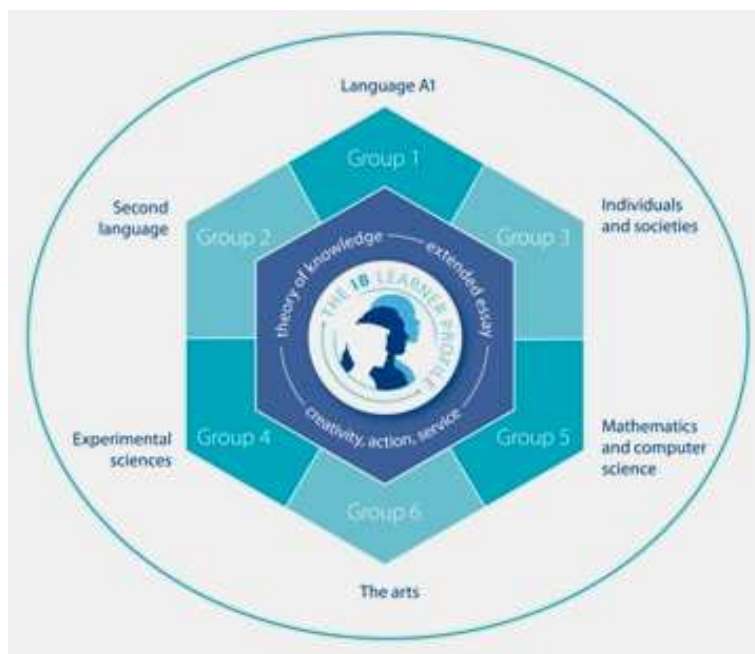 Language A1
Group 1
Second
language
Group 2
Individuals
and societies
Group 3
theory of knowledge
extended essay
THE IB LEARNER PROFILE
creativity, action, service
Experimental
sciences
Group 4
Mathematics
and computer
science
Group 5
Group 6
The arts